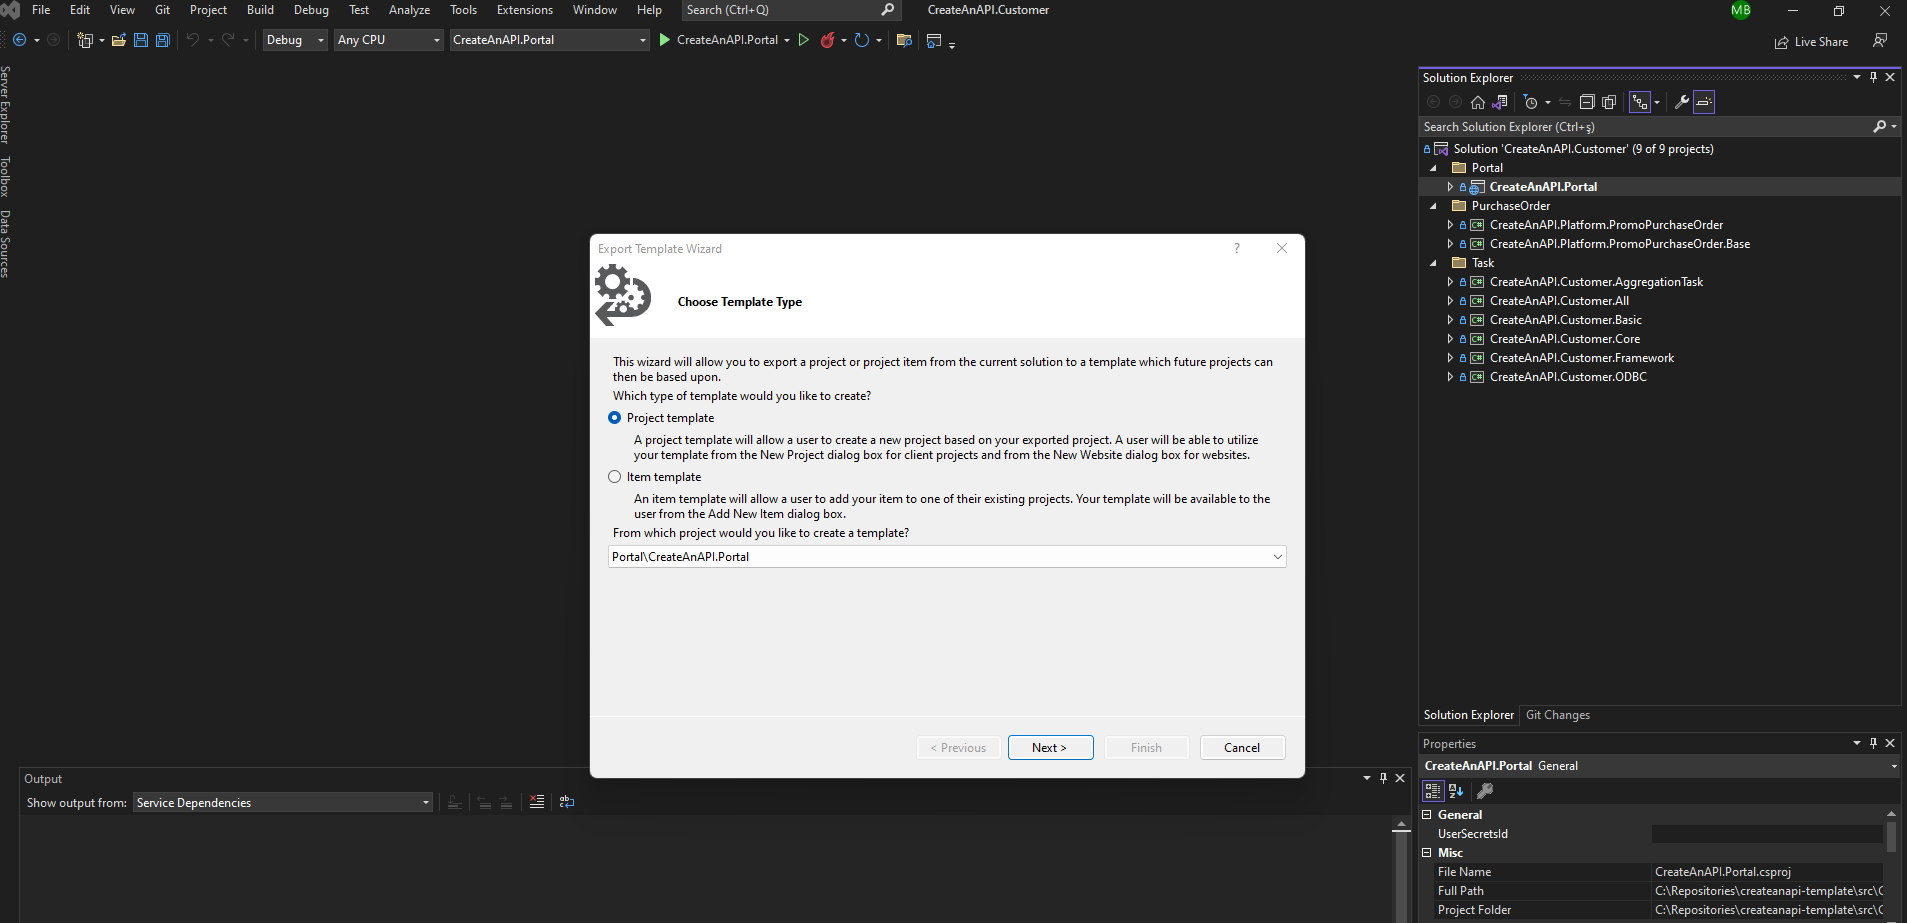 File Edit View Git Project Build Debug Test Analyze Tools Extensions Window Help Search (Ctrl+Q) CreateAnAPI.Customer MB
Debug Any CPU CreateAnAPI.Portal CreateAnAPI.Portal Live Share
Server Explorer
Toolbox
Data Sources
Export Template Wizard ?
Choose Template Type
This wizard will allow you to export a project or project item from the current solution to a template which future projects can
then be based upon.
Which type of template would you like to create?
Project template
A project template will allow a user to create a new project based on your exported project. A user will be able to utilize
your template from the New Project dialog box for client projects and from the New Website dialog box for websites.
Item template
An item template will allow a user to add your item to one of their existing projects. Your template will be available to the
user from the Add New Item dialog box.
From which project would you like to create a template?
Portal\CreateAnAPI.Portal
< Previous Next > Finish Cancel
Solution Explorer
Search Solution Explorer (Ctrl+ş)
Solution 'CreateAnAPI.Customer' (9 of 9 projects)
Portal
CreateAnAPI.Portal
PurchaseOrder
C# CreateAnAPI.Platform.PromoPurchaseOrder
C# CreateAnAPI.Platform.PromoPurchaseOrder.Base
Task
C# CreateAnAPI.Customer.AggregationTask
C# CreateAnAPI.Customer.All
C# CreateAnAPI.Customer.Basic
C# CreateAnAPI.Customer.Core
C# CreateAnAPI.Customer.Framework
C# CreateAnAPI.Customer.ODBC
Solution Explorer Git Changes
Properties
CreateAnAPI.Portal General
General
UserSecretsId
Misc
File Name CreateAnAPI.Portal.csproj
Full Path C:\Repositories\createanapi-template\src\C
Project Folder C:\Repositories\createanapi-template\src\C
Output
Show output from: Service Dependencies